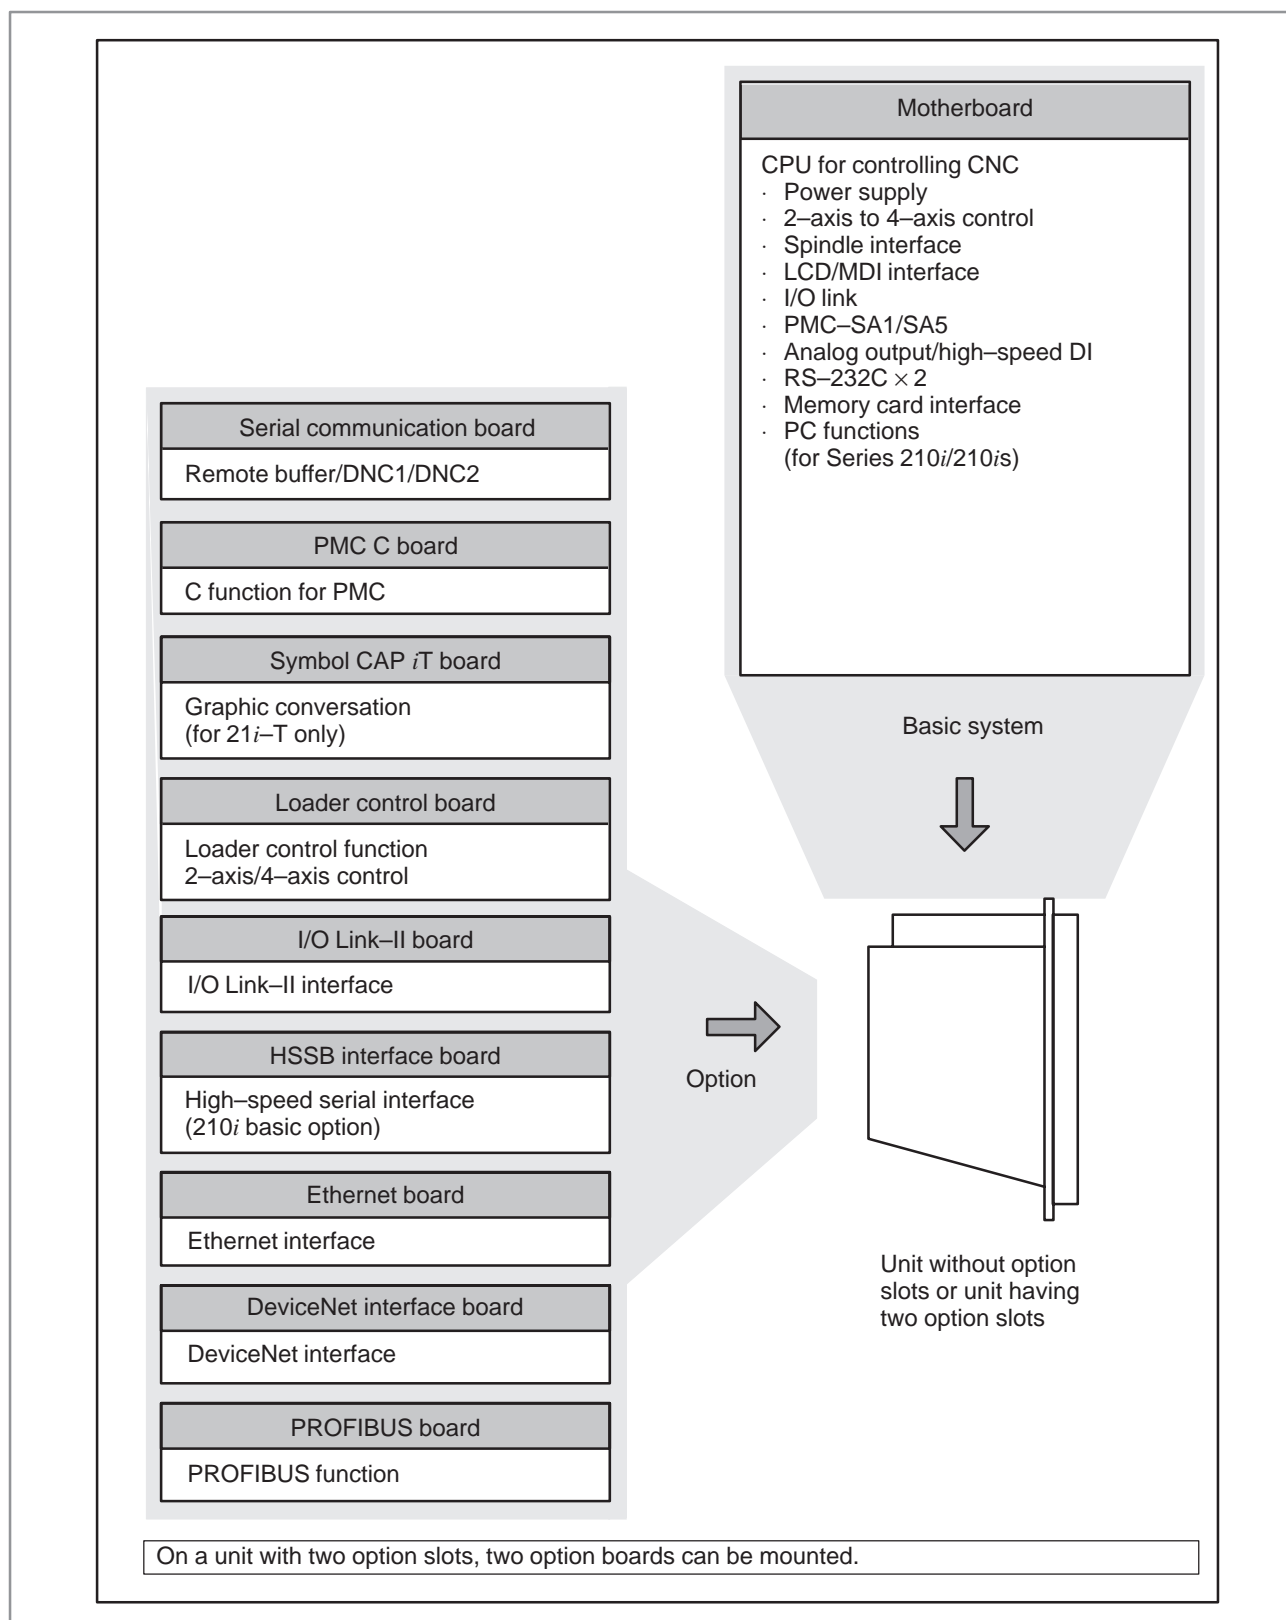 Motherboard
CPU for controlling CNC
· Power supply
· 2–axis to 4–axis control
· Spindle interface
· LCD/MDI interface
· I/O link
· PMC–SA1/SA5
· Analog output/high–speed DI
· RS–232C × 2
· Memory card interface
· PC functions
(for Series 210i/210is)
Serial communication board
Remote buffer/DNC1/DNC2
PMC C board
C function for PMC
Symbol CAP iT board
Graphic conversation
(for 21i–T only)
Loader control board
Loader control function
2–axis/4–axis control
I/O Link–II board
I/O Link–II interface
HSSB interface board
High–speed serial interface
(210i basic option)
Ethernet board
Ethernet interface
DeviceNet interface board
DeviceNet interface
PROFIBUS board
PROFIBUS function
Basic system
Option
Unit without option
slots or unit having
two option slots
On a unit with two option slots, two option boards can be mounted.